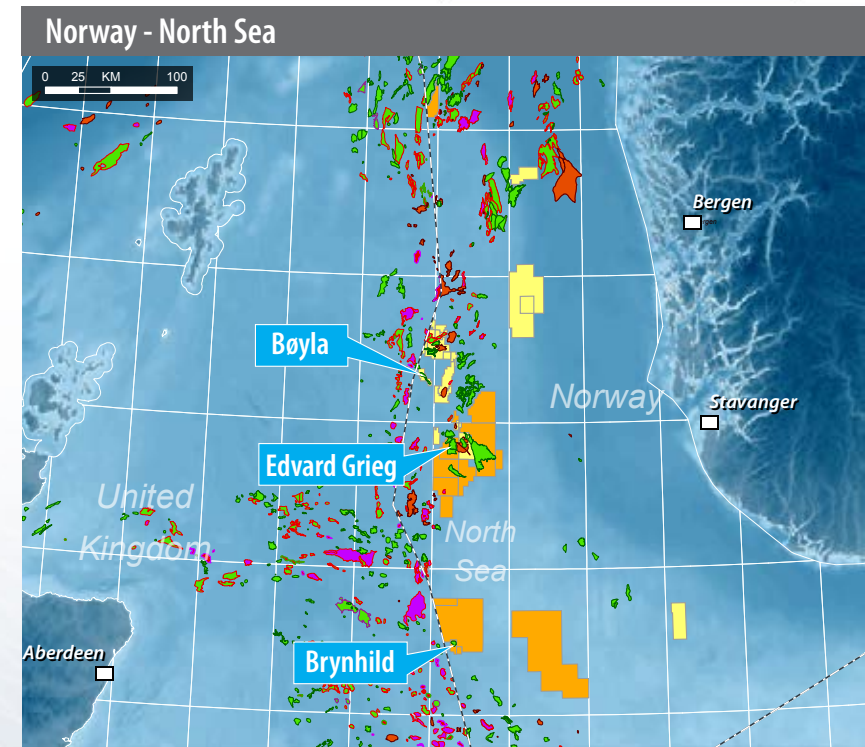 Norway - North Sea
0 25 KM 100
Bergen
Bøyla
Norway
Stavanger
Edvard Grieg
United
Kingdom
North
Sea
Aberdeen
Brynhild